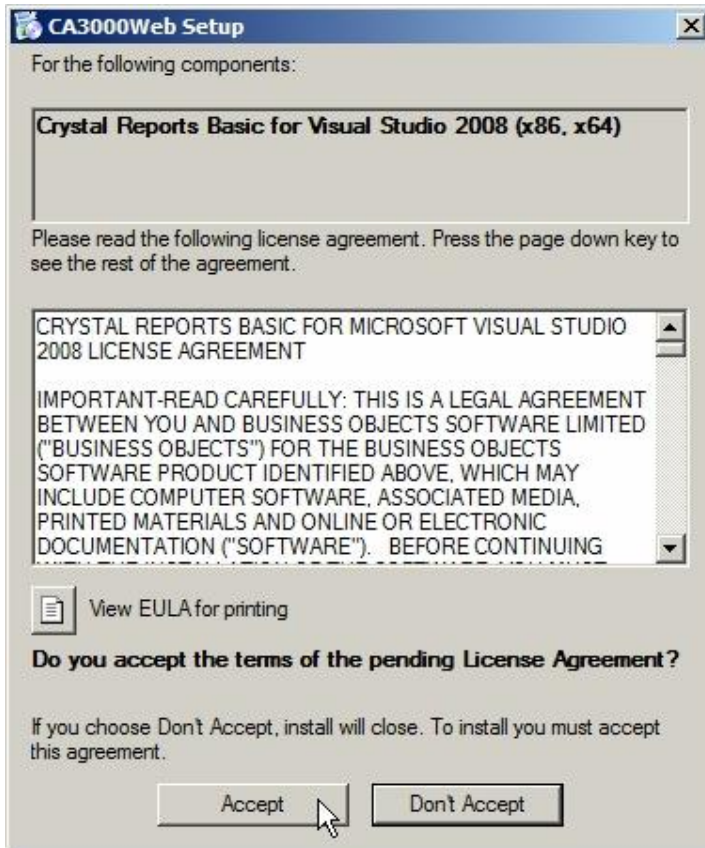 CA3000Web Setup
For the following components:
Crystal Reports Basic for Visual Studio 2008 (x86, x64)
Please read the following license agreement. Press the page down key to
see the rest of the agreement.
CRYSTAL REPORTS BASIC FOR MICROSOFT VISUAL STUDIO
2008 LICENSE AGREEMENT
IMPORTANT-READ CAREFULLY: THIS IS A LEGAL AGREEMENT
BETWEEN YOU AND BUSINESS OBJECTS SOFTWARE LIMITED
("BUSINESS OBJECTS") FOR THE BUSINESS OBJECTS
SOFTWARE PRODUCT IDENTIFIED ABOVE, WHICH MAY
INCLUDE COMPUTER SOFTWARE, ASSOCIATED MEDIA,
PRINTED MATERIALS AND ONLINE OR ELECTRONIC
DOCUMENTATION ("SOFTWARE"). BEFORE CONTINUING
View EULA for printing
Do you accept the terms of the pending License Agreement?
If you choose Don't Accept, install will close. To install you must accept
this agreement.
Accept
Don't Accept